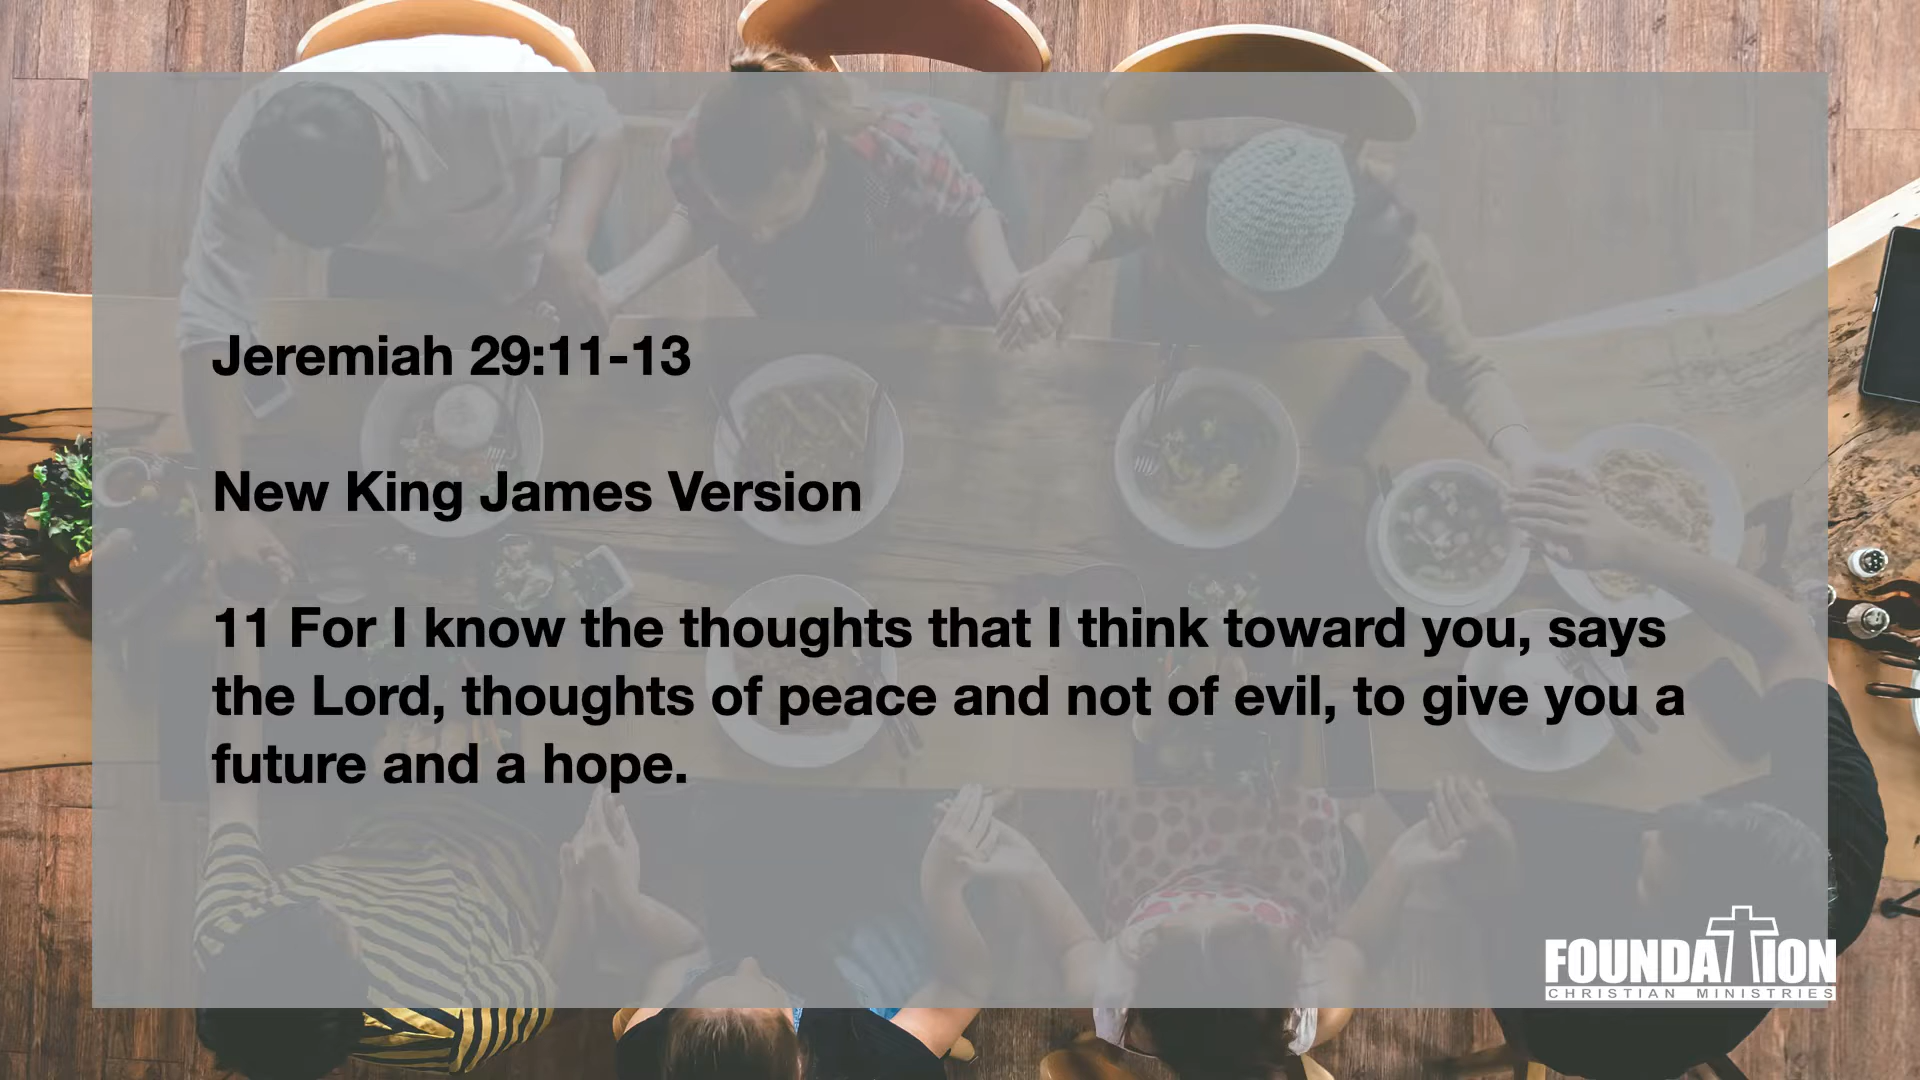 Jeremiah 29:11-13
New King James Version
11 For I know the thoughts that I think toward you, says
the Lord, thoughts of peace and not of evil, to give you a
future and a hope.
FOUNDATION
CHRISTIAN MINISTRIES